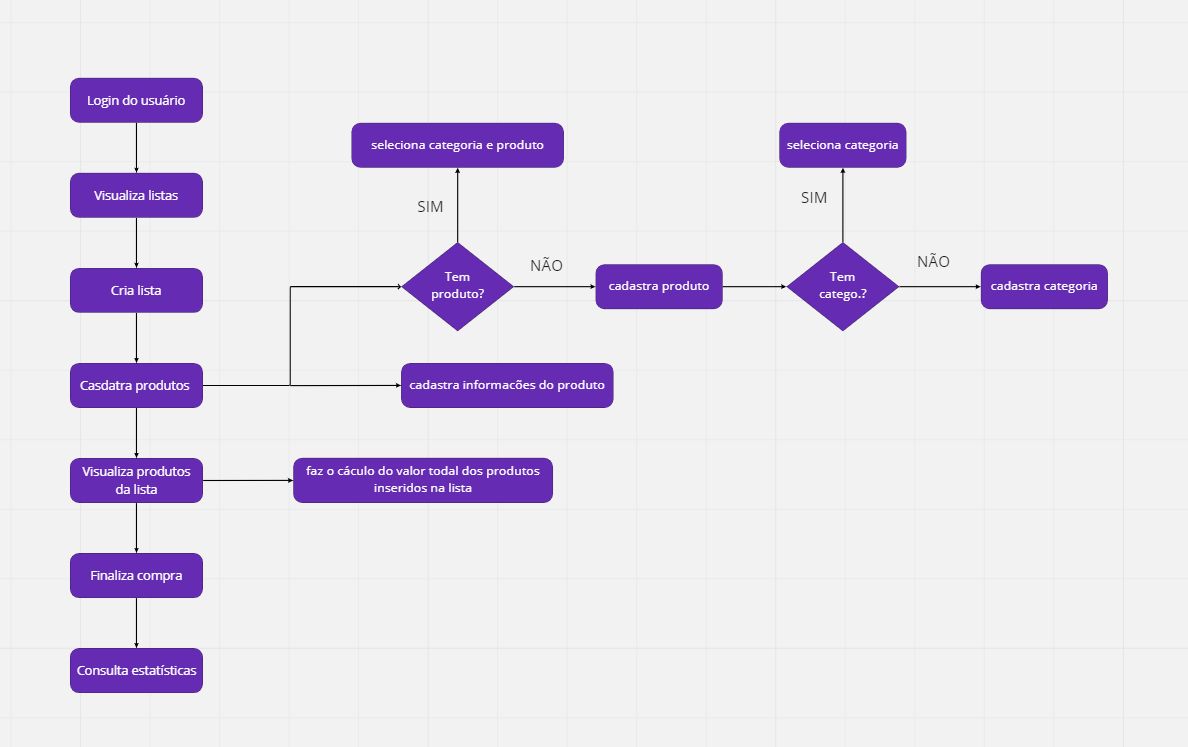 Login do usuário
Visualiza listas
Cria lista
Casdatra produtos
Visualiza produtos
da lista
Finaliza compra
Consulta estatísticas
seleciona categoria e produto
SIM
Tem
produto?
NÃO
cadastra produto
seleciona categoria
SIM
Tem
catego.?
NÃO
cadastra categoria
cadastra informacões do produto
faz o cáculo do valor todal dos produtos
inseridos na lista